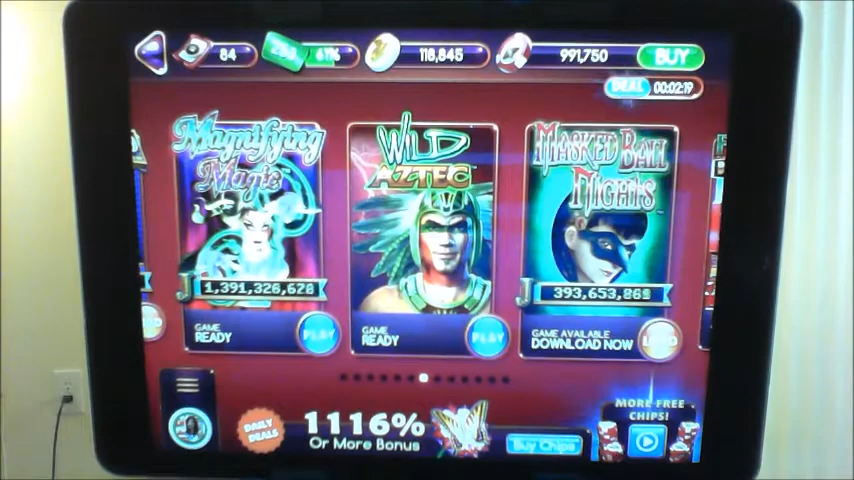 84
61%
118,845
991,750
BUY
DEAL 00:02:19
Magnifying
Magic
WILD
AZTEC
MASKED BALL
NIGHTS
J 1,391,326,628
J 393,653,869
GAME
READY
PLAY
GAME
READY
PLAY
GAME AVAILABLE
DOWNLOAD NOW
DAILY
DEALS
1116%
Or More Bonus
Buy Chips
MORE FREE
CHIPS!